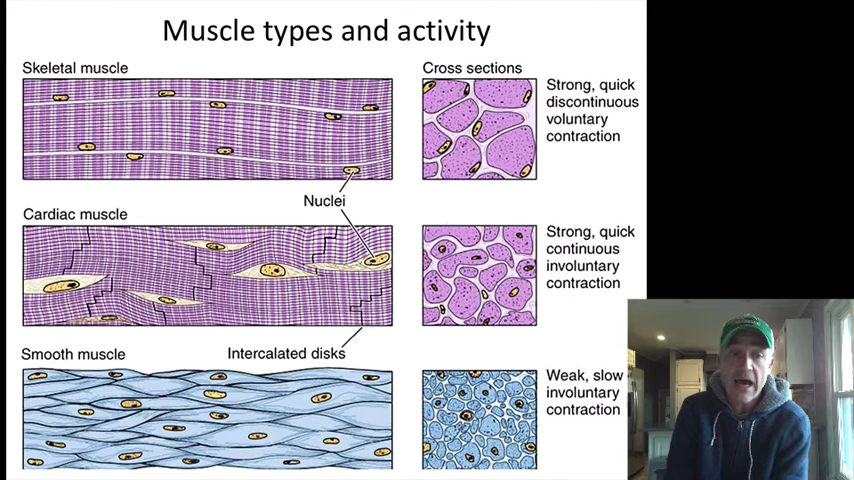 Muscle types and activity
Skeletal muscle
Cross sections
Strong, quick
discontinuous
voluntary
contraction
Nuclei
Cardiac muscle
Strong, quick
continuous
involuntary
contraction
Smooth muscle
Intercalated disks
Weak, slow
involuntary
contraction